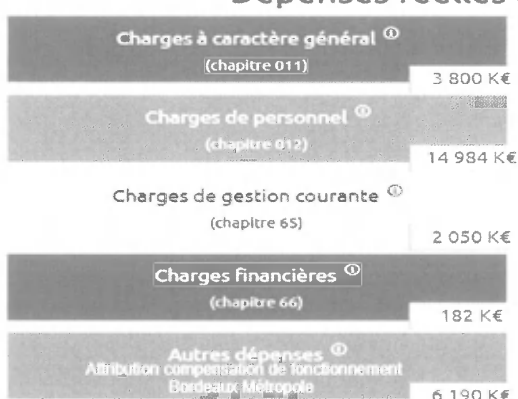 Dépenses réelles
Charges à caractère général
(chapitre 011)
3 800 K€
Charges de personnel
(chapitre 012)
14 984 K€
Charges de gestion courante
(chapitre 65)
2 050 K€
Charges financières
(chapitre 66)
182 K€
Autres dépenses
Attribution compensation de fonctionnement
Bordeaux Métropole
6 190 K€